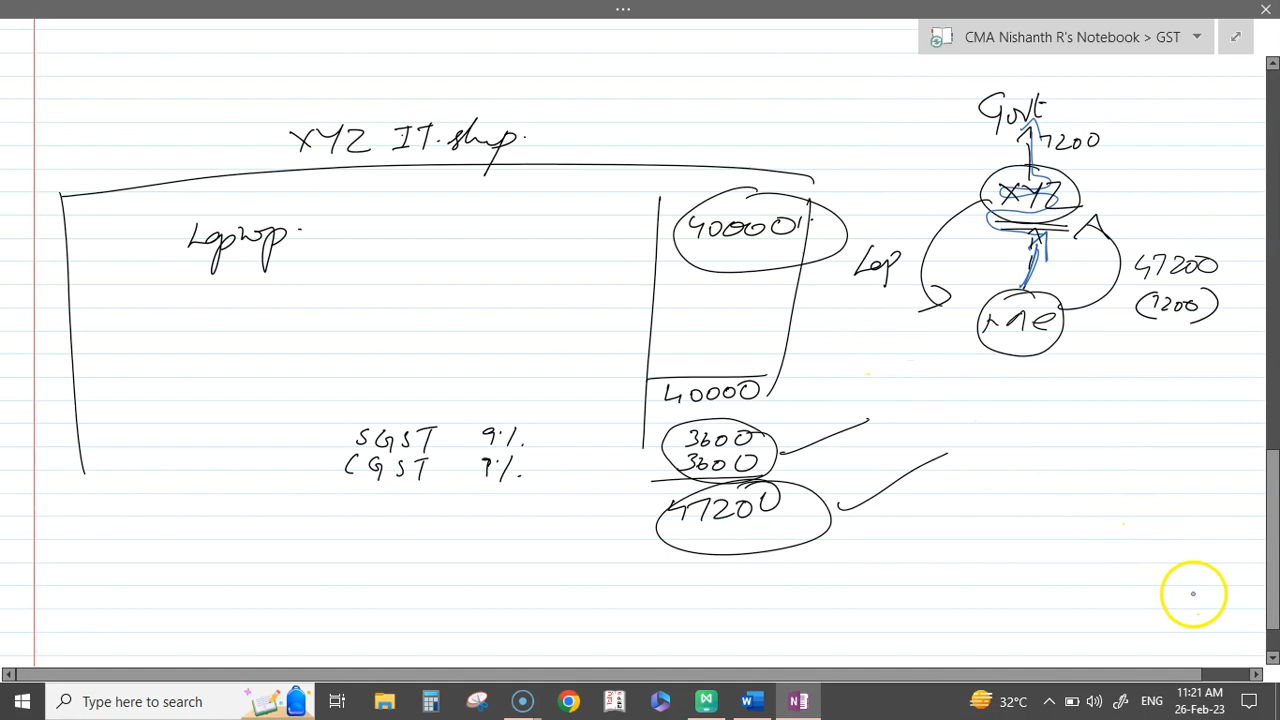 CMA Nishanth R's Notebook > GST
Govt
7200
XYZ IT. shop.
XYZ
Laptop.
40000/-
Lap
47200
(7200)
me
40000
SGST 9%. 3600
CGST 9%. 3600
47200
Type here to search
32°C
ENG
11:21 AM
26-Feb-23